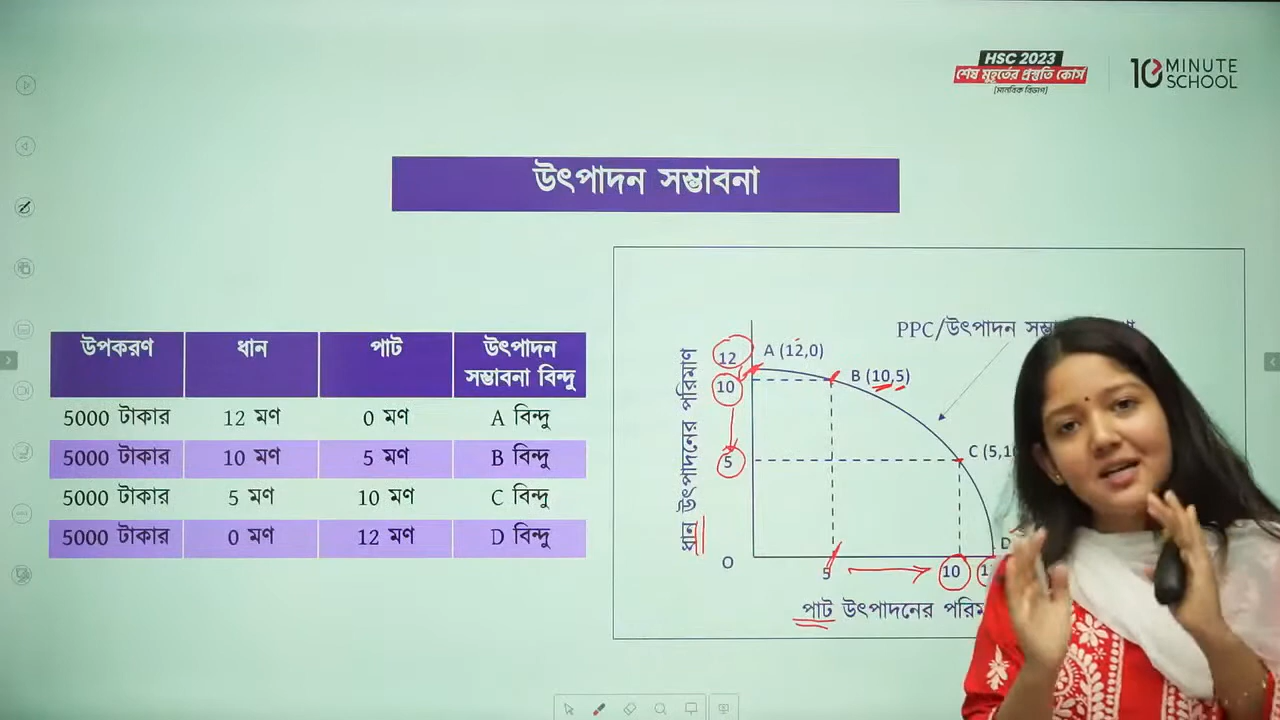 HSC 2023
শেষ মুহূর্তের প্রস্তুতি কোর্স
(মানবিক বিভাগ)
10 MINUTE SCHOOL
উৎপাদন সম্ভাবনা
উপকরণ ধান পাট উৎপাদন সম্ভাবনা বিন্দু
5000 টাকার 12 মণ 0 মণ A বিন্দু
5000 টাকার 10 মণ 5 মণ B বিন্দু
5000 টাকার 5 মণ 10 মণ C বিন্দু
5000 টাকার 0 মণ 12 মণ D বিন্দু
PPC/উৎপাদন
ধান উৎপাদনের পরিমাণ
12
A (12,0)
10
B (10,5)
5
C (5,10
D
O
5
10
পাট উৎপাদনের